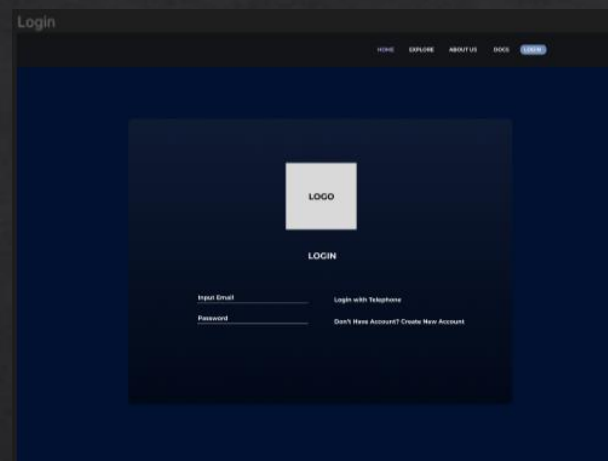 Login
HOME EXPLORE ABOUT US DOCS LOGIN
LOGO
LOGIN
Input Email
Login with Telephone
Password
Don't Have Account? Create New Account